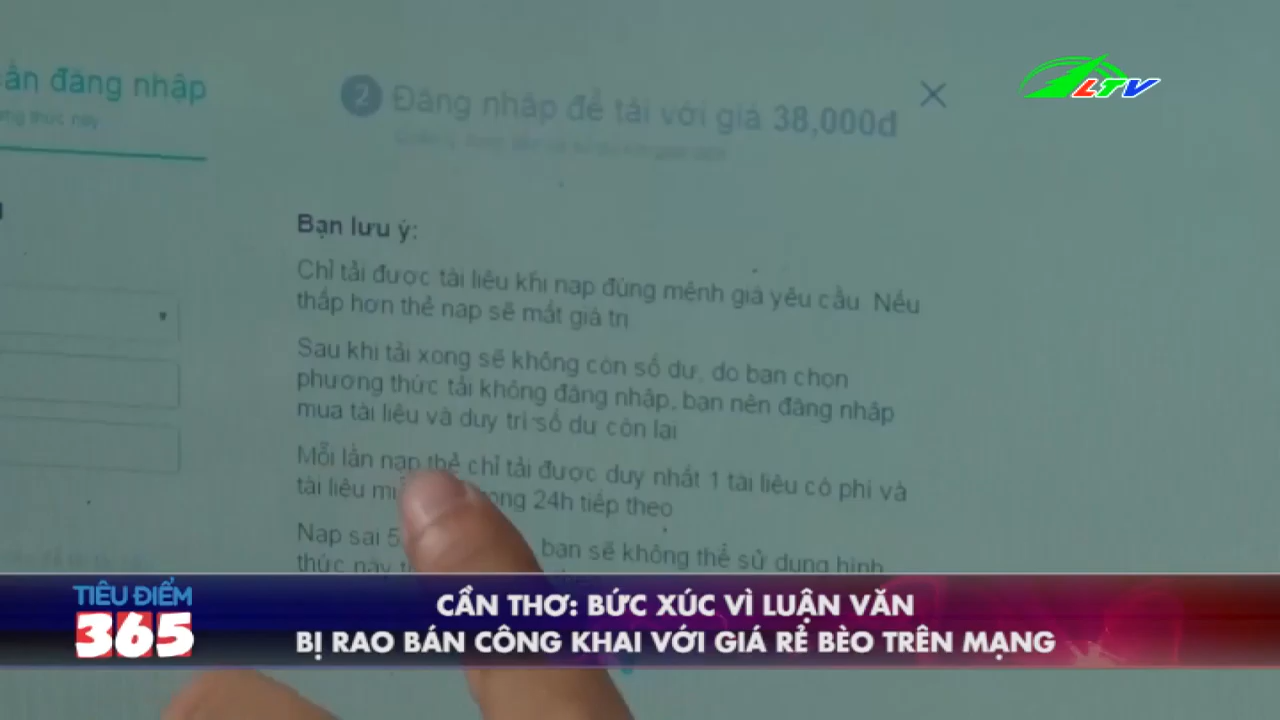 ần đăng nhập
2 Đăng nhập để tải với giá 38,000đ
LTV
Bạn lưu ý:
Chỉ tải được tài liệu khi nạp đúng mệnh giá yêu cầu. Nếu
thấp hơn thẻ nạp sẽ mất giá trị
Sau khi tải xong sẽ không còn số dư, do bạn chọn
phương thức tải không đăng nhập, bạn nên đăng nhập
mua tài liệu và duy trì số dư còn lại
Mỗi lần nạp thẻ chỉ tải được duy nhất 1 tài liệu có phí và
tài liệu mi ong 24h tiếp theo
Nạp sai 5 , bạn sẽ không thể sử dụng hình
thức này
TIÊU ĐIỂM
365
CẦN THƠ: BỨC XÚC VÌ LUẬN VĂN
BỊ RAO BÁN CÔNG KHAI VỚI GIÁ RẺ BÈO TRÊN MẠNG